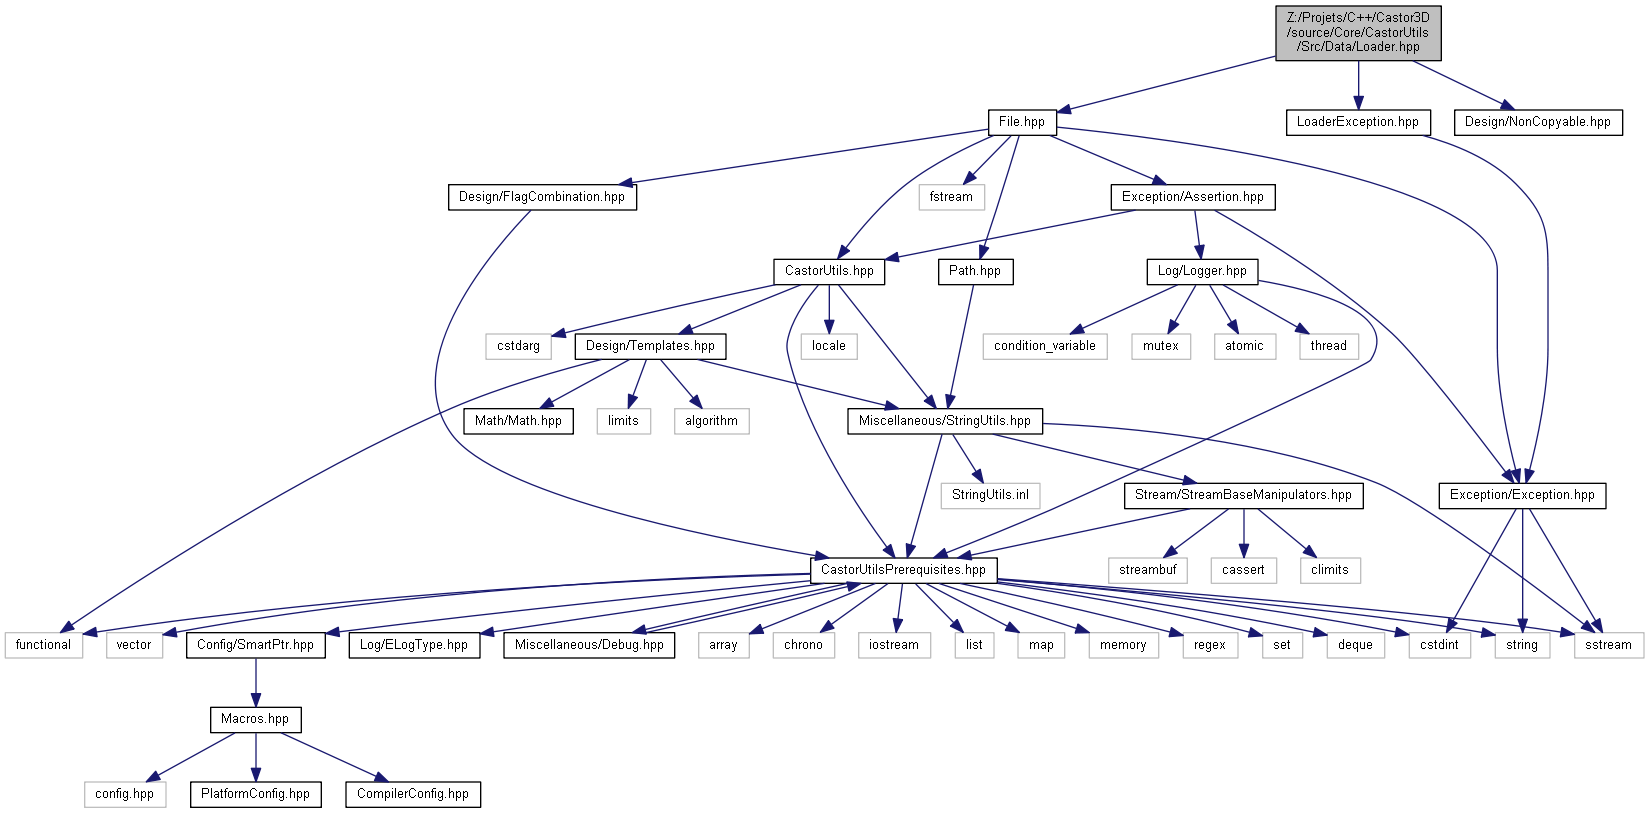 Z:/Projets/C++/Castor3D
/source/Core/CastorUtils
/Src/Data/Loader.hpp
File.hpp
LoaderException.hpp
Design/NonCopyable.hpp
Design/FlagCombination.hpp
fstream
Exception/Assertion.hpp
CastorUtils.hpp
Path.hpp
Log/Logger.hpp
cstdarg
Design/Templates.hpp
locale
condition_variable
mutex
atomic
thread
Math/Math.hpp
limits
algorithm
Miscellaneous/StringUtils.hpp
StringUtils.inl
Stream/StreamBaseManipulators.hpp
Exception/Exception.hpp
CastorUtilsPrerequisites.hpp
streambuf
cassert
climits
functional
vector
Config/SmartPtr.hpp
Log/ELogType.hpp
Miscellaneous/Debug.hpp
array
chrono
iostream
list
map
memory
regex
set
deque
cstdint
string
sstream
Macros.hpp
config.hpp
PlatformConfig.hpp
CompilerConfig.hpp